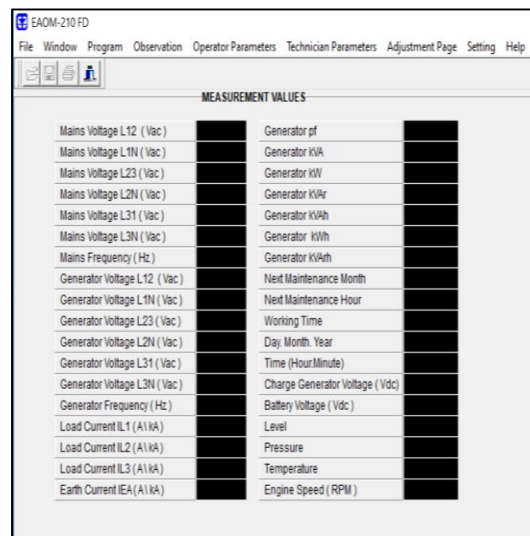 EAOM-210 FD
File Window Program Observation Operator Parameters Technician Parameters Adjustment Page Setting Help
MEASUREMENT VALUES
Mains Voltage L12 ( Vac ) Generator pf
Mains Voltage L1N ( Vac ) Generator kVA
Mains Voltage L23 ( Vac ) Generator kW
Mains Voltage L2N ( Vac ) Generator kVAr
Mains Voltage L31 ( Vac ) Generator kVAh
Mains Voltage L3N ( Vac ) Generator kWh
Mains Frequency ( Hz ) Generator kVArh
Generator Voltage L12 ( Vac ) Next Maintenance Month
Generator Voltage L1N ( Vac ) Next Maintenance Hour
Generator Voltage L23 ( Vac ) Working Time
Generator Voltage L2N ( Vac ) Day. Month. Year
Generator Voltage L31 ( Vac ) Time (Hour.Minute)
Generator Voltage L3N ( Vac ) Charge Generator Voltage ( Vdc)
Generator Frequency ( Hz ) Battery Voltage ( Vdc )
Load Current IL1 ( A \ kA ) Level
Load Current IL2 ( A \ kA ) Pressure
Load Current IL3 ( A \ kA ) Temperature
Earth Current IEA ( A \ kA ) Engine Speed ( RPM )